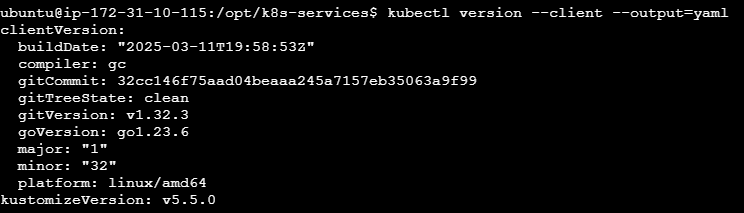 ubuntu@ip-172-31-10-115:/opt/k8s-services$ kubectl version --client --output=yaml
clientVersion:
  buildDate: "2025-03-11T19:58:53Z"
  compiler: gc
  gitCommit: 32cc146f75aad04beaaa245a7157eb35063a9f99
  gitTreeState: clean
  gitVersion: v1.32.3
  goVersion: go1.23.6
  major: "1"
  minor: "32"
  platform: linux/amd64
kustomizeVersion: v5.5.0